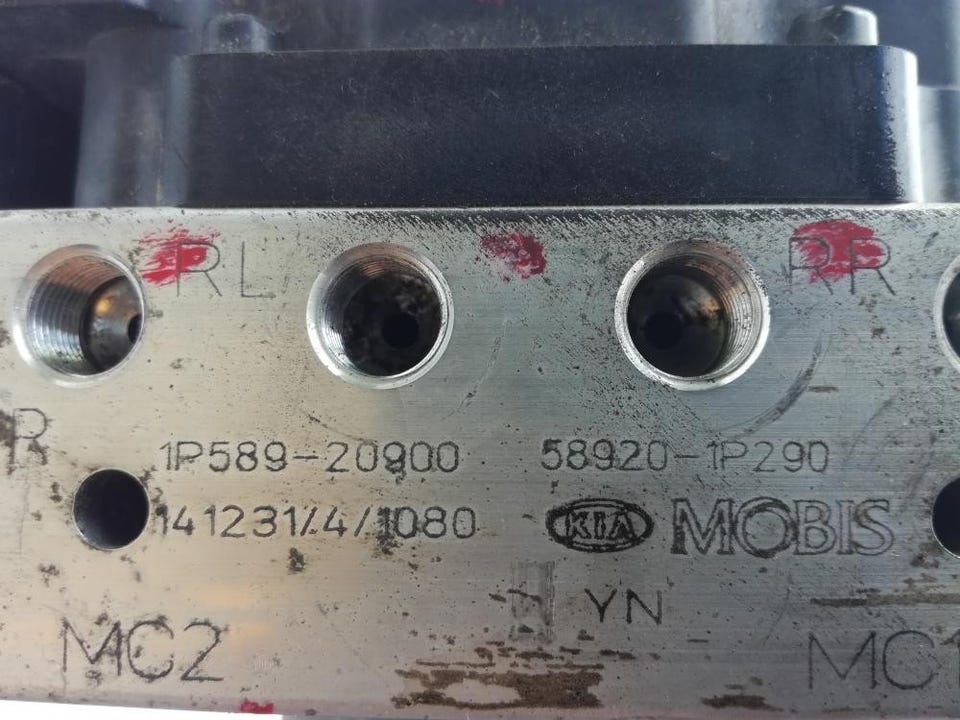 RL RR
R
1P589-20900 58920-1P290
141231/4/1080 KIA MOBIS
YN
MC2 MC1